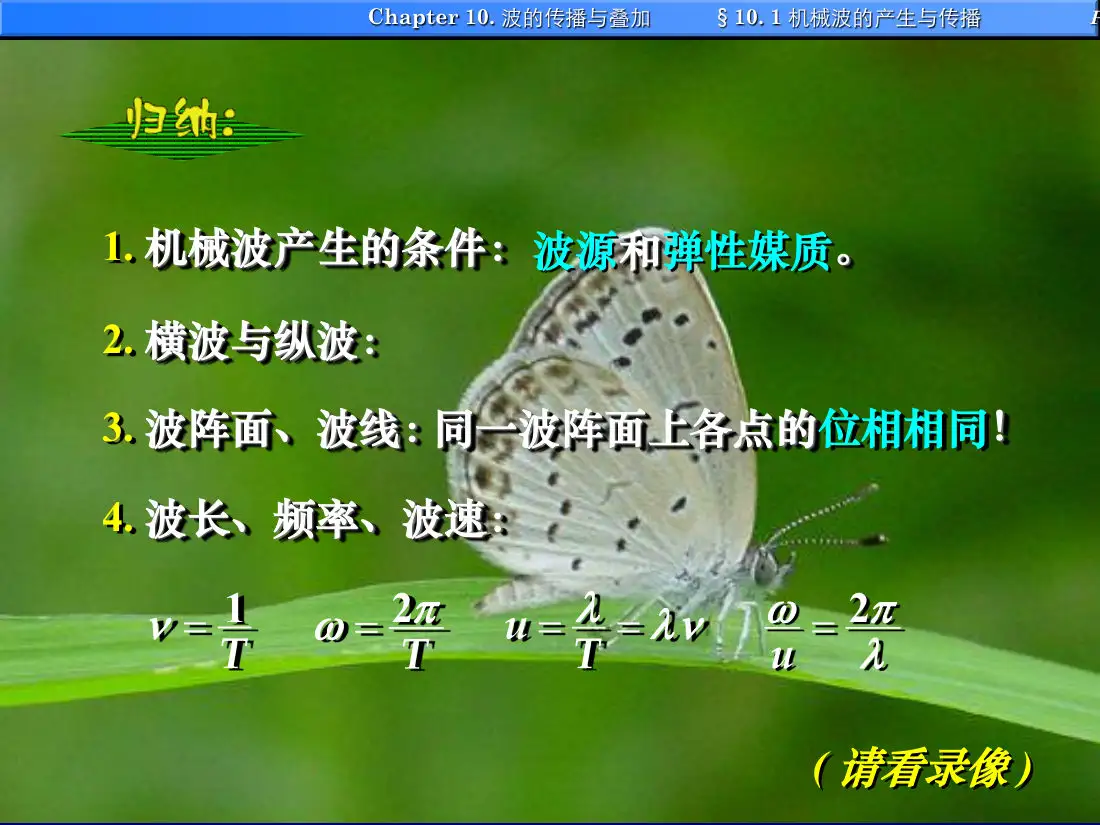 Chapter 10. 波的传播与叠加 §10. 1 机械波的产生与传播
归纳:
1. 机械波产生的条件: 波源和弹性媒质。
2. 横波与纵波:
3. 波阵面、波线: 同一波阵面上各点的位相相同!
4. 波长、频率、波速:
ν = 1/T ω = 2π/T u = λ/T = λν ω/u = 2π/λ
(请看录像)